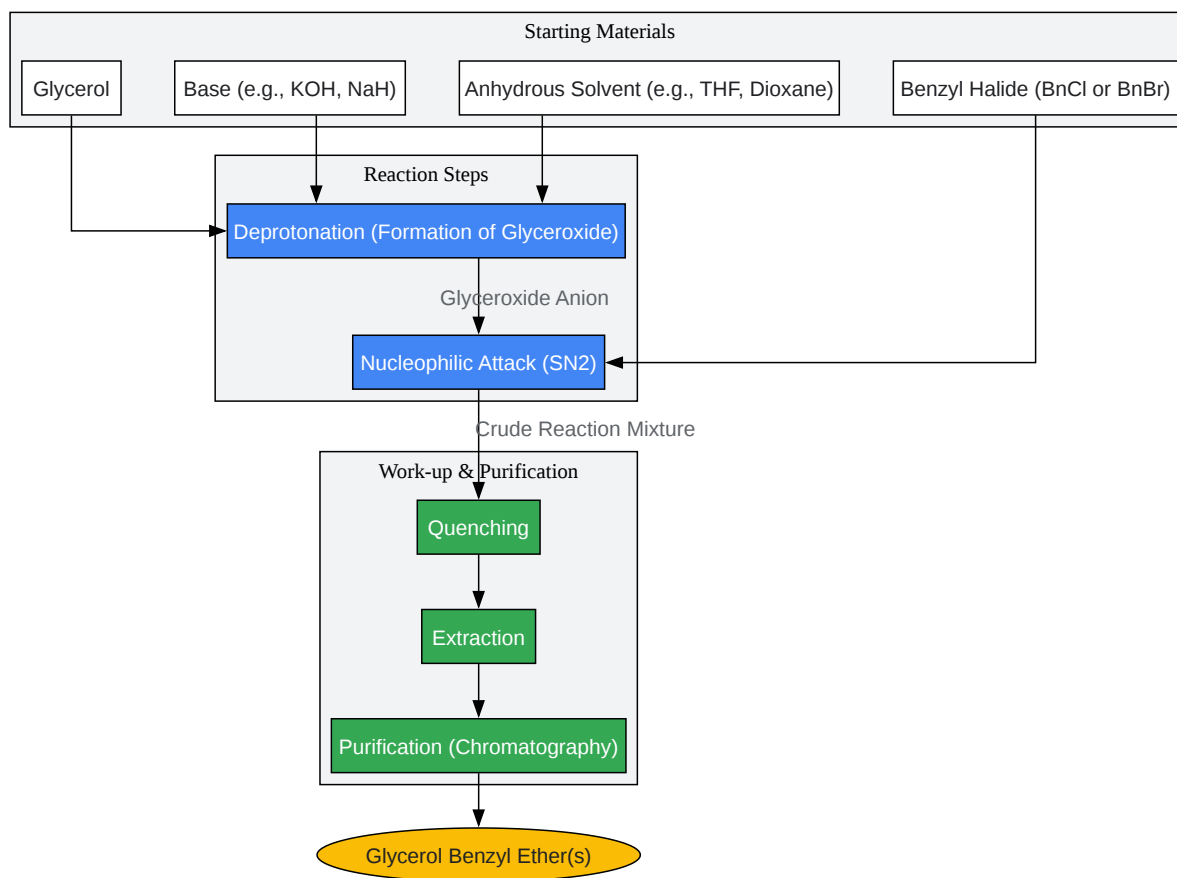 Starting Materials
Glycerol
Base (e.g., KOH, NaH)
Anhydrous Solvent (e.g., THF, Dioxane)
Benzyl Halide (BnCl or BnBr)
Reaction Steps
Deprotonation (Formation of Glyceroxide)
Glyceroxide Anion
Nucleophilic Attack (SN2)
Crude Reaction Mixture
Work-up & Purification
Quenching
Extraction
Purification (Chromatography)
Glycerol Benzyl Ether(s)